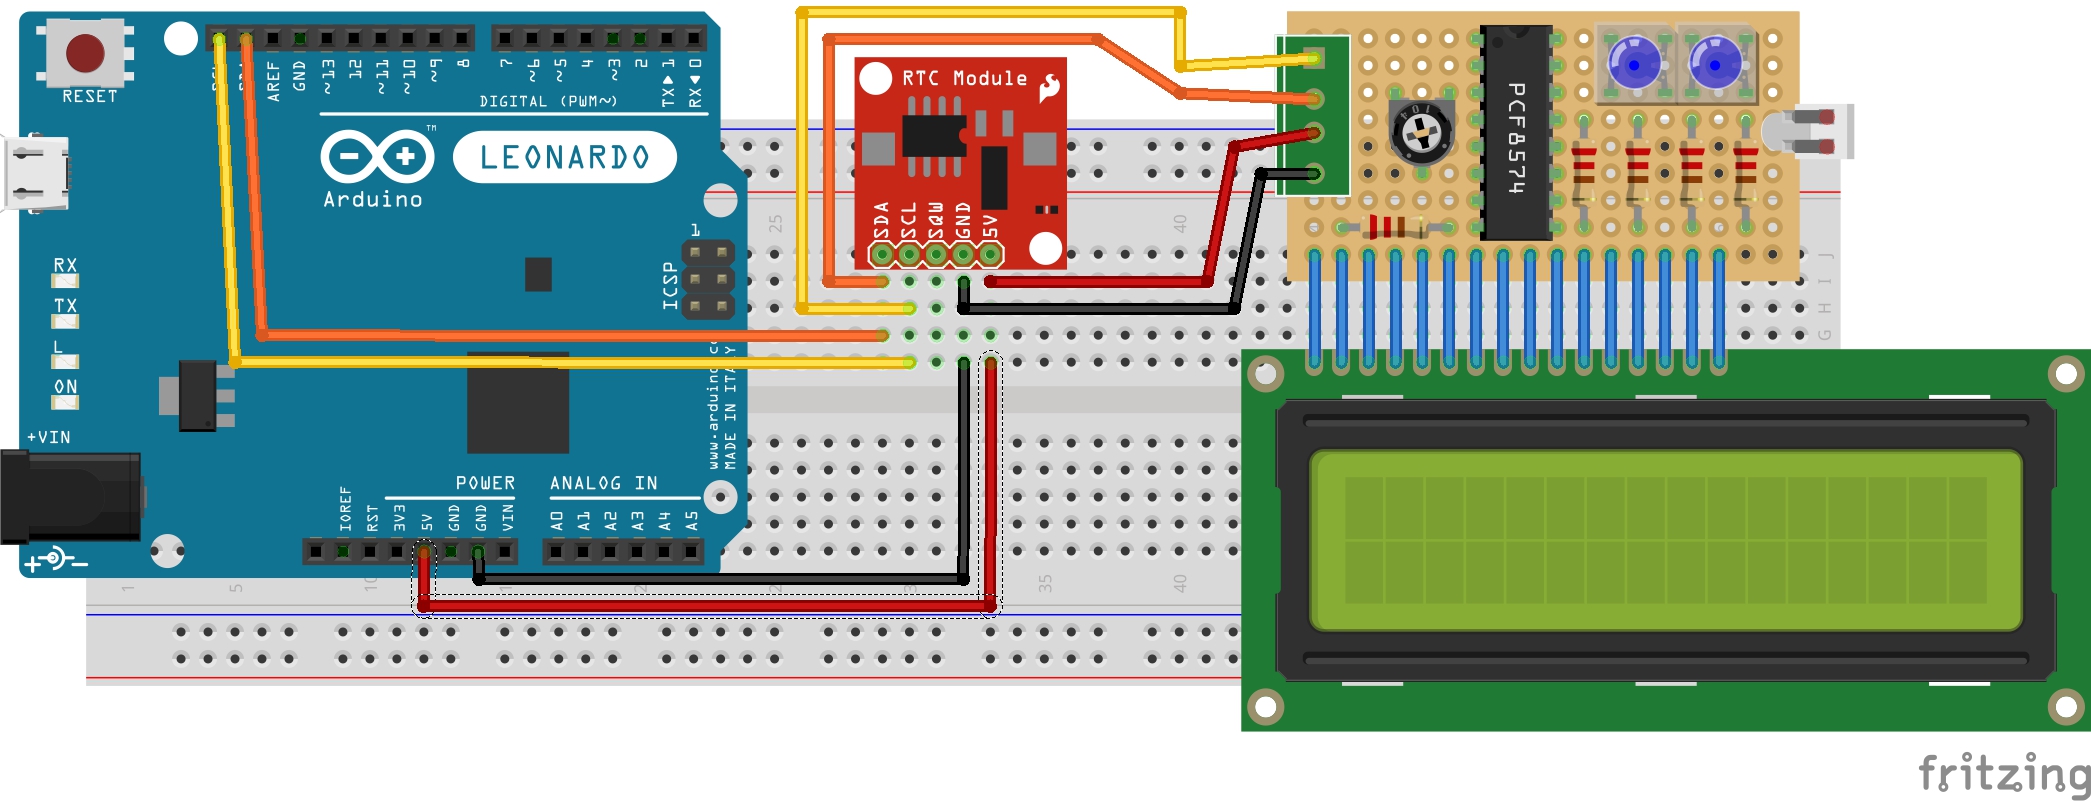 RESET
AREF
GND
~13
12
~11
~10
~9
8
7
~6
~5
4
~3
2
TX▶1
RX◀0
DIGITAL (PWM~)
TM
LEONARDO
Arduino
1
ICSP
RX
TX
L
ON
+VIN
www.arduino.cc
MADE IN ITALY
POWER
ANALOG IN
IOREF
RST
3V3
5V
GND
GND
VIN
A0
A1
A2
A3
A4
A5
RTC Module
SDA
SCL
SQW
GND
5V
PCF8574
25
40
J
I
H
G
1
5
10
35
40
fritzing